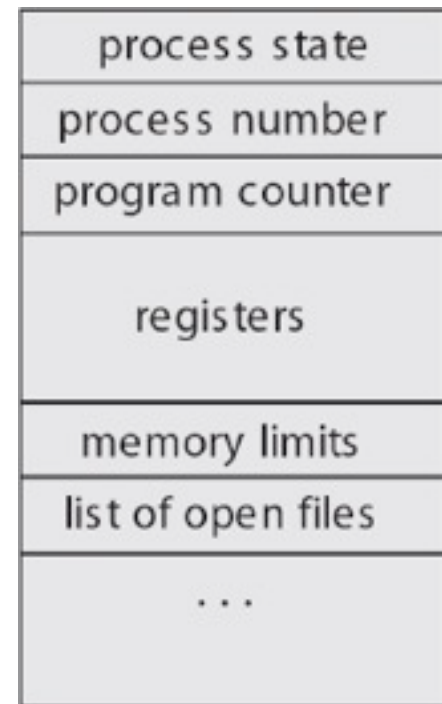 process state
process number
program counter
registers
memory limits
list of open files
. . .